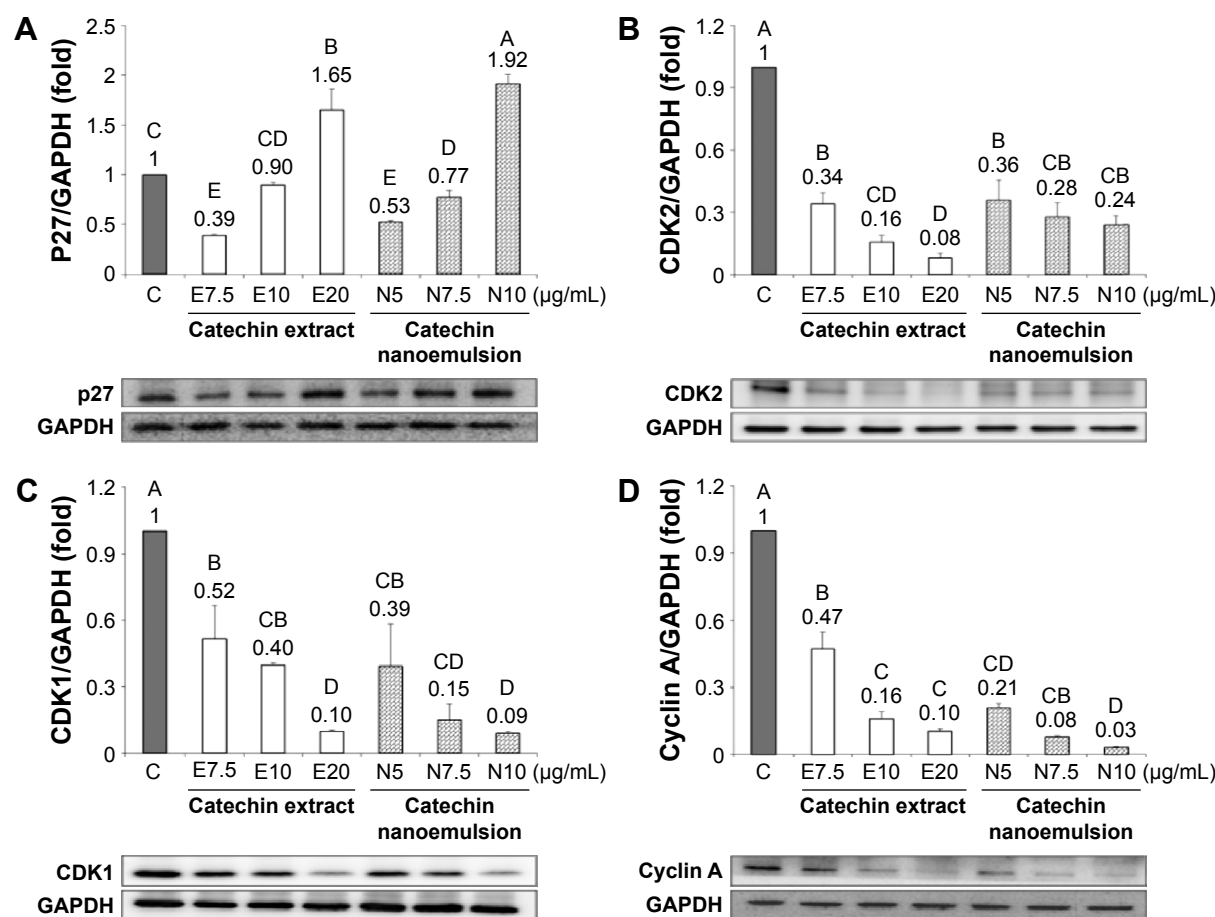 A
P27/GAPDH (fold)
2.5
2
1.5
1
0.5
0
C
1
E
0.39
CD
0.90
B
1.65
E
0.53
D
0.77
A
1.92
C E7.5 E10 E20 N5 N7.5 N10 (µg/mL)
Catechin extract
Catechin
nanoemulsion
p27
GAPDH
B
CDK2/GAPDH (fold)
1.2
0.9
0.6
0.3
0
A
1
B
0.34
CD
0.16
D
0.08
B
0.36
CB
0.28
CB
0.24
C E7.5 E10 E20 N5 N7.5 N10 (µg/mL)
Catechin extract
Catechin
nanoemulsion
CDK2
GAPDH
C
CDK1/GAPDH (fold)
1.2
0.9
0.6
0.3
0
A
1
B
0.52
CB
0.40
D
0.10
CB
0.39
CD
0.15
D
0.09
C E7.5 E10 E20 N5 N7.5 N10 (µg/mL)
Catechin extract
Catechin
nanoemulsion
CDK1
GAPDH
D
Cyclin A/GAPDH (fold)
1.2
0.9
0.6
0.3
0
A
1
B
0.47
C
0.16
C
0.10
CD
0.21
CB
0.08
D
0.03
C E7.5 E10 E20 N5 N7.5 N10 (µg/mL)
Catechin extract
Catechin
nanoemulsion
Cyclin A
GAPDH